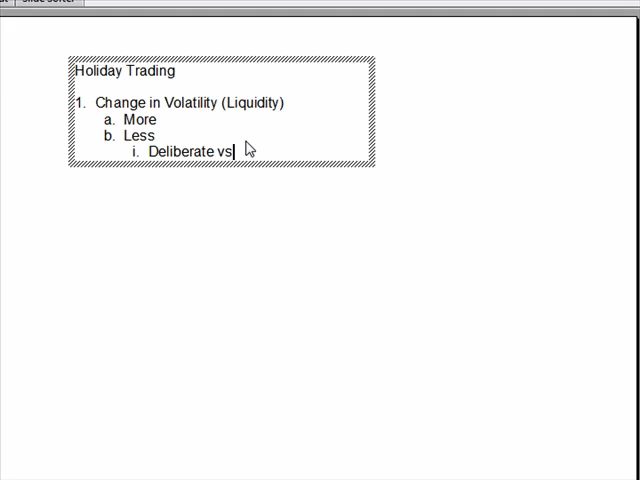 Holiday Trading
1. Change in Volatility (Liquidity)
a. More
b. Less
i. Deliberate vs